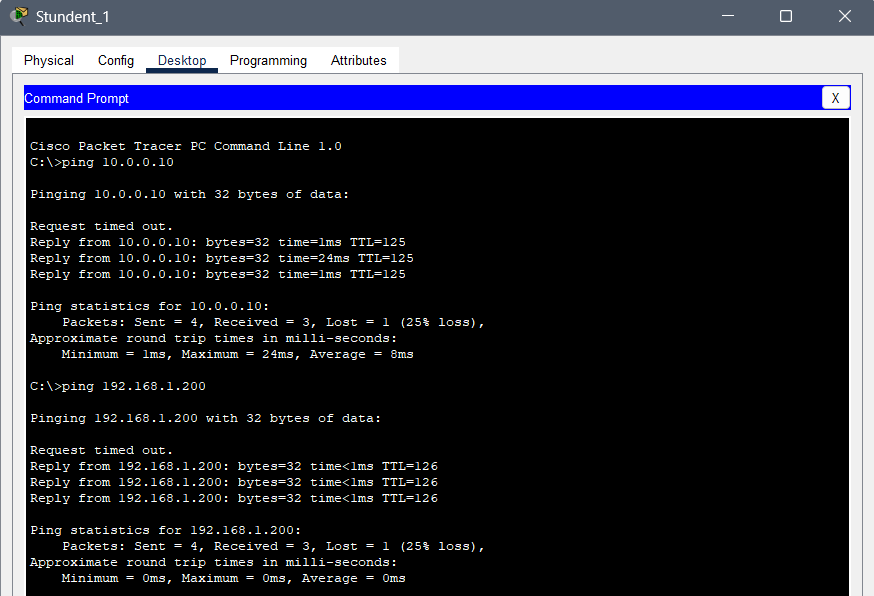 Stundent_1
Physical Config Desktop Programming Attributes
Command Prompt X
Cisco Packet Tracer PC Command Line 1.0
C:\>ping 10.0.0.10
Pinging 10.0.0.10 with 32 bytes of data:
Request timed out.
Reply from 10.0.0.10: bytes=32 time=1ms TTL=125
Reply from 10.0.0.10: bytes=32 time=24ms TTL=125
Reply from 10.0.0.10: bytes=32 time=1ms TTL=125
Ping statistics for 10.0.0.10:
    Packets: Sent = 4, Received = 3, Lost = 1 (25% loss),
Approximate round trip times in milli-seconds:
    Minimum = 1ms, Maximum = 24ms, Average = 8ms
C:\>ping 192.168.1.200
Pinging 192.168.1.200 with 32 bytes of data:
Request timed out.
Reply from 192.168.1.200: bytes=32 time<1ms TTL=126
Reply from 192.168.1.200: bytes=32 time<1ms TTL=126
Reply from 192.168.1.200: bytes=32 time<1ms TTL=126
Ping statistics for 192.168.1.200:
    Packets: Sent = 4, Received = 3, Lost = 1 (25% loss),
Approximate round trip times in milli-seconds:
    Minimum = 0ms, Maximum = 0ms, Average = 0ms